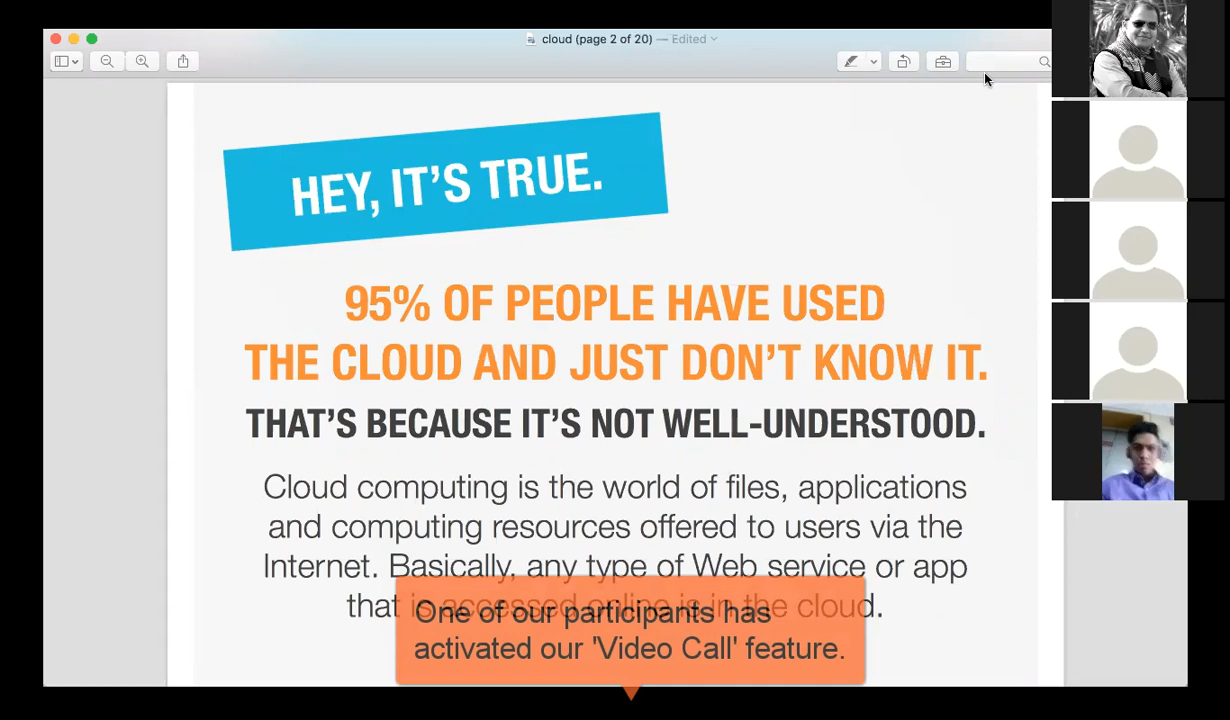 cloud (page 2 of 20) — Edited
HEY, IT'S TRUE.
95% OF PEOPLE HAVE USED
THE CLOUD AND JUST DON'T KNOW IT.
THAT'S BECAUSE IT'S NOT WELL-UNDERSTOOD.
Cloud computing is the world of files, applications
and computing resources offered to users via the
Internet. Basically, any type of Web service or app
that is accessed online is in the cloud.
One of our participants has
activated our 'Video Call' feature.